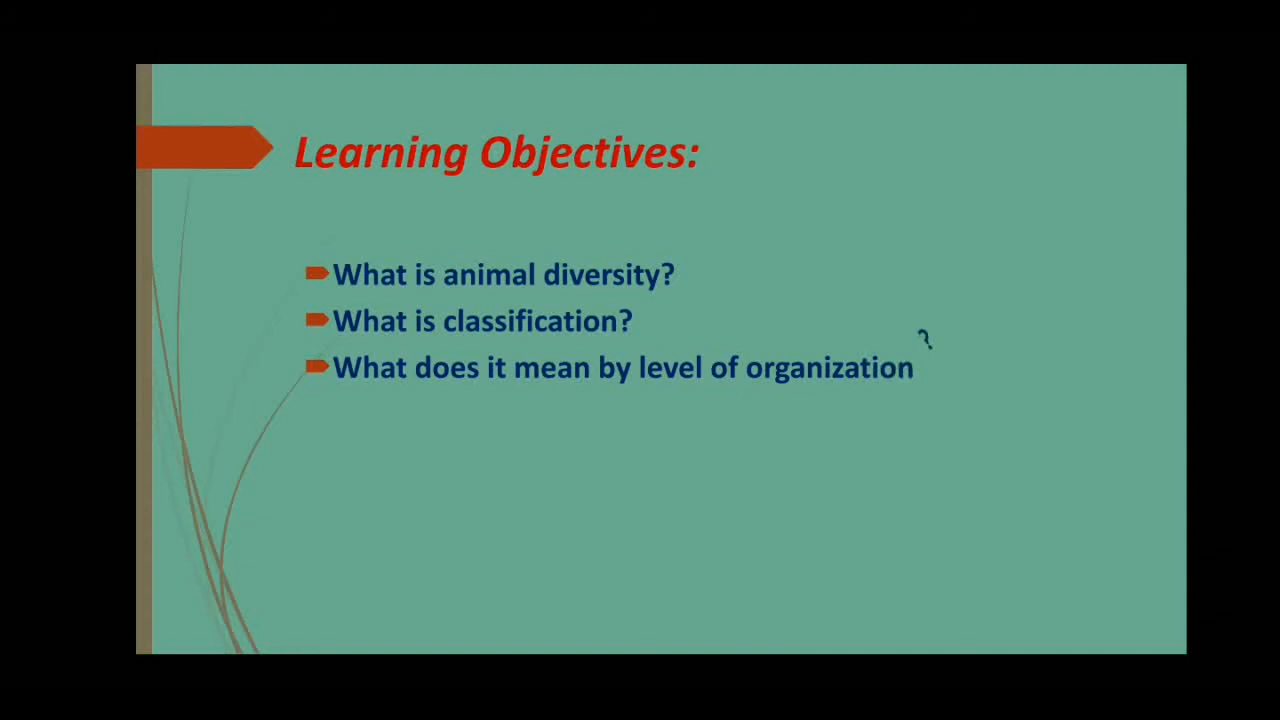 Learning Objectives:
What is animal diversity?
What is classification?
What does it mean by level of organization?